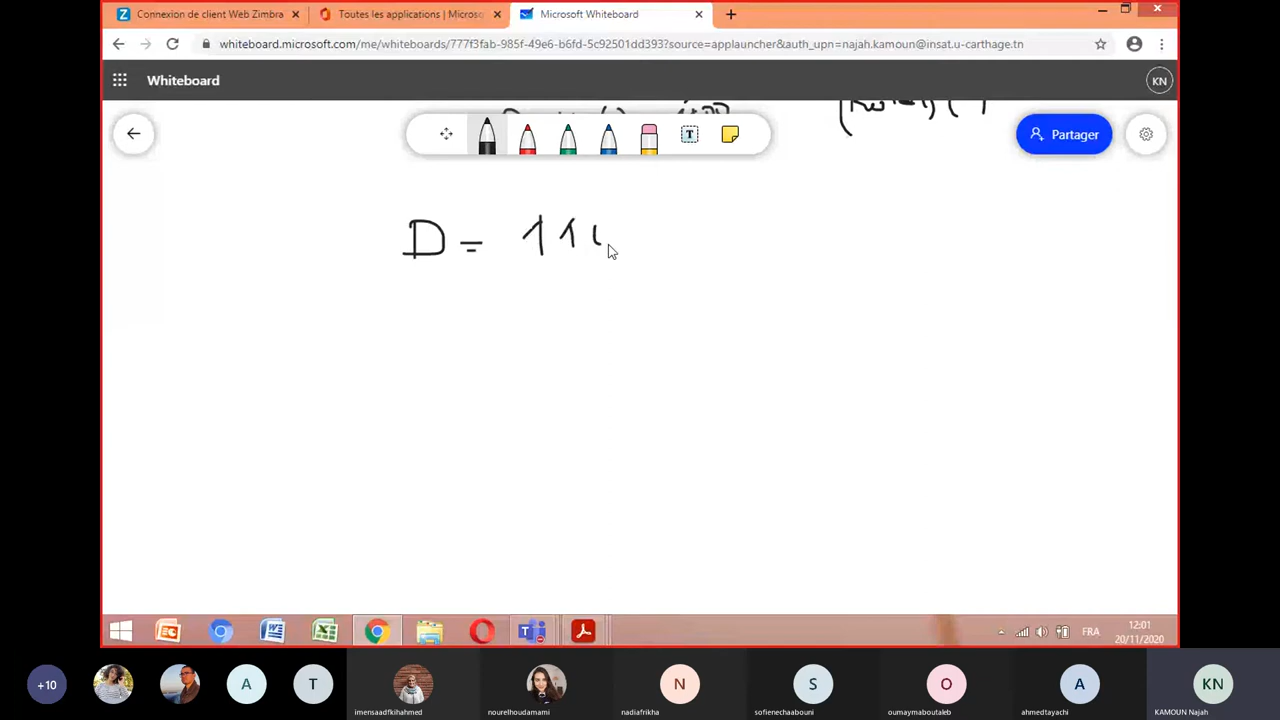 Connexion de client Web Zimbra
Toutes les applications | Micros
Microsoft Whiteboard
whiteboard.microsoft.com/me/whiteboards/777f3fab-985f-49e6-b6fd-5c92501dd393?source=applauncher&auth_upn=najah.kamoun@insat.u-carthage.tn
Whiteboard
KN
T
Partager
D = 11
FRA
12:01
20/11/2020
+10
A
T
N
S
O
A
KN
imensaadfkihahmed
nourelhoudamami
nadiafrikha
sofienechaabouni
oumaymaboutaleb
ahmedtayachi
KAMOUN Najah